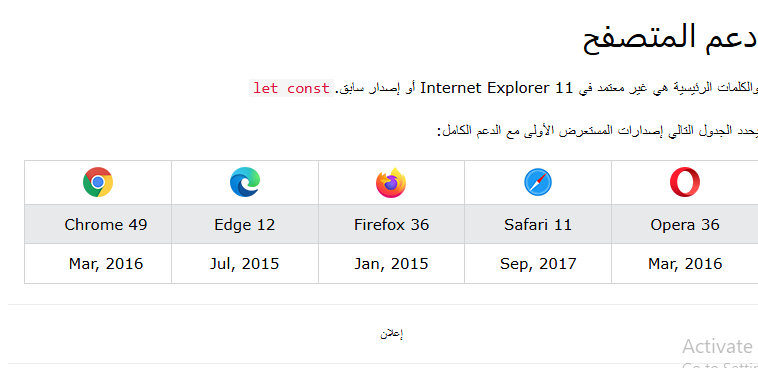 دعم المتصفح
والكلمات الرئيسية هي غير معتمد في Internet Explorer 11 أو إصدار سابق. let const
يحدد الجدول التالي إصدارات المستعرض الأولى مع الدعم الكامل:
Chrome 49 Edge 12 Firefox 36 Safari 11 Opera 36
Mar, 2016 Jul, 2015 Jan, 2015 Sep, 2017 Mar, 2016
إعلان
Activate
Go to